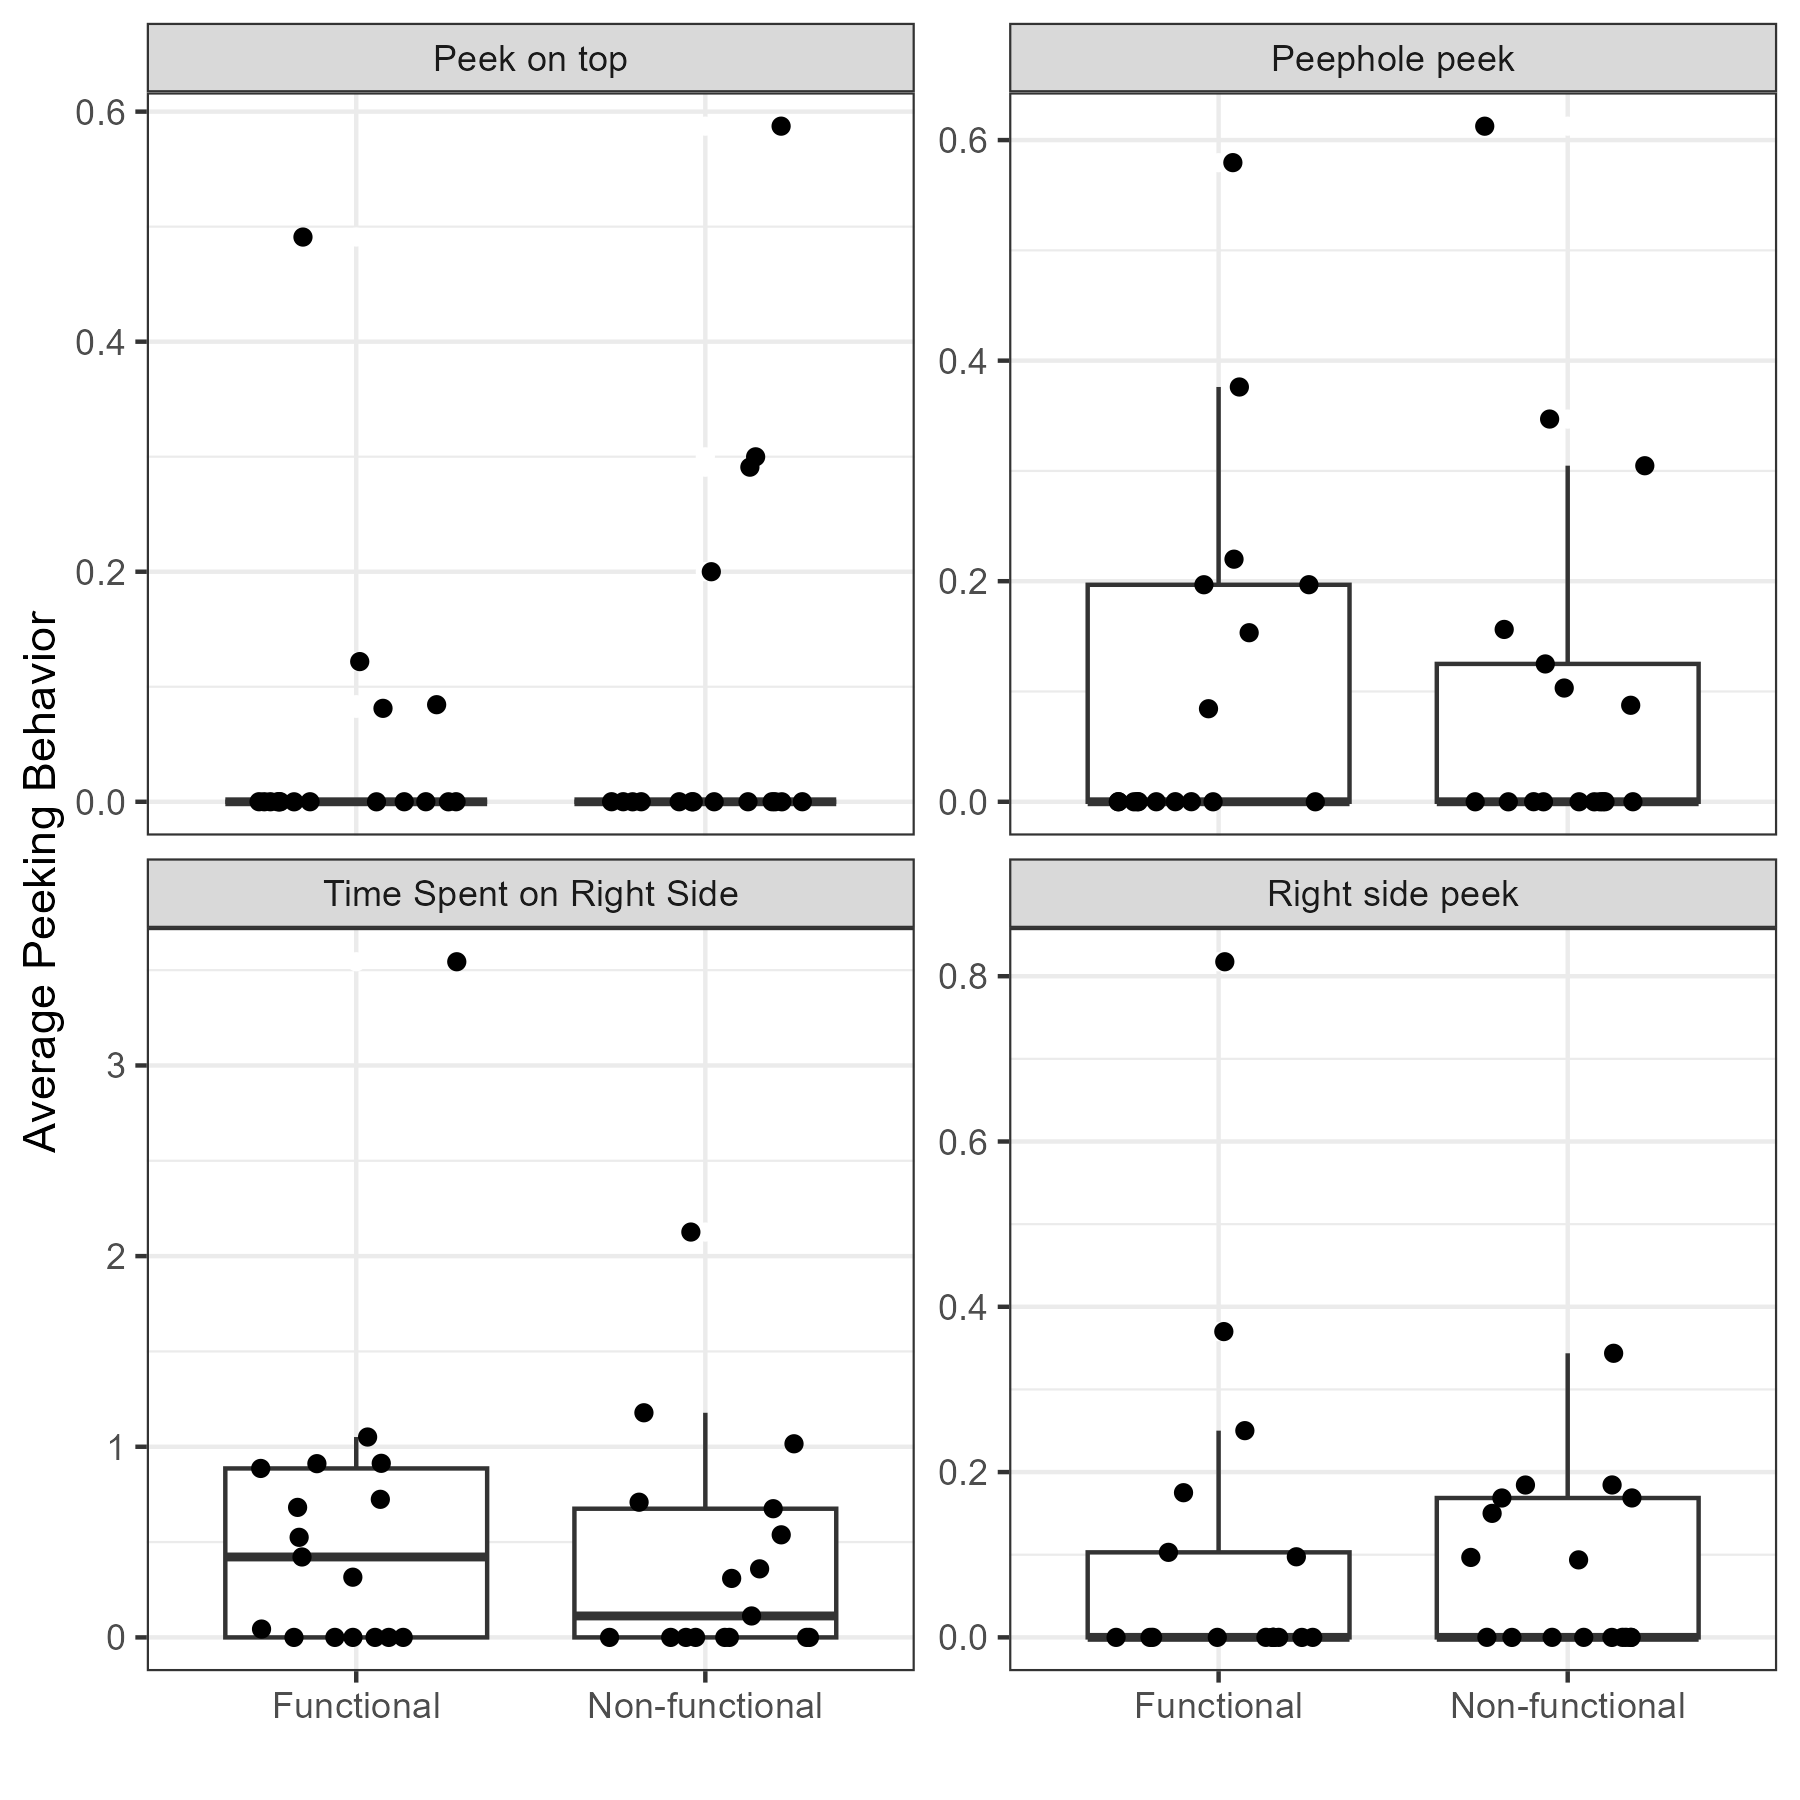 Average Peeking Behavior
Peek on top
0.6
0.4
0.2
0.0
Peephole peek
0.6
0.4
0.2
0.0
Time Spent on Right Side
3
2
1
0
Functional
Non-functional
Right side peek
0.8
0.6
0.4
0.2
0.0
Functional
Non-functional